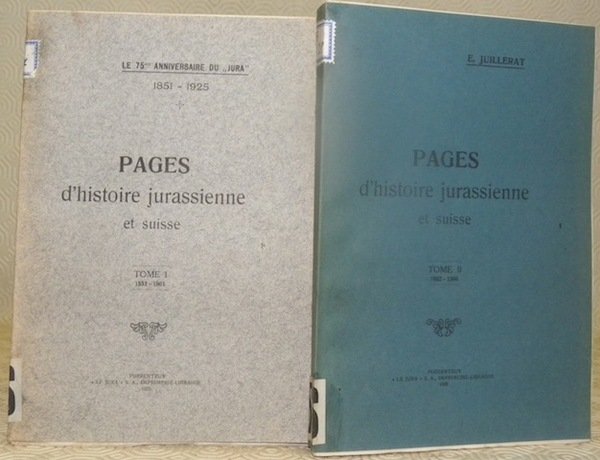 LE 75me ANNIVERSAIRE DU „JURA"
1851 - 1925
PAGES
d'histoire jurassienne
et suisse
TOME I
1851 - 1861
PORRENTRUY
« LE JURA » S. A., IMPRIMERIE-LIBRAIRIE
E. JUILLERAT
PAGES
d'histoire jurassienne
et suisse
TOME II
PORRENTRUY
« LE JURA » S. A., IMPRIMERIE-LIBRAIRIE